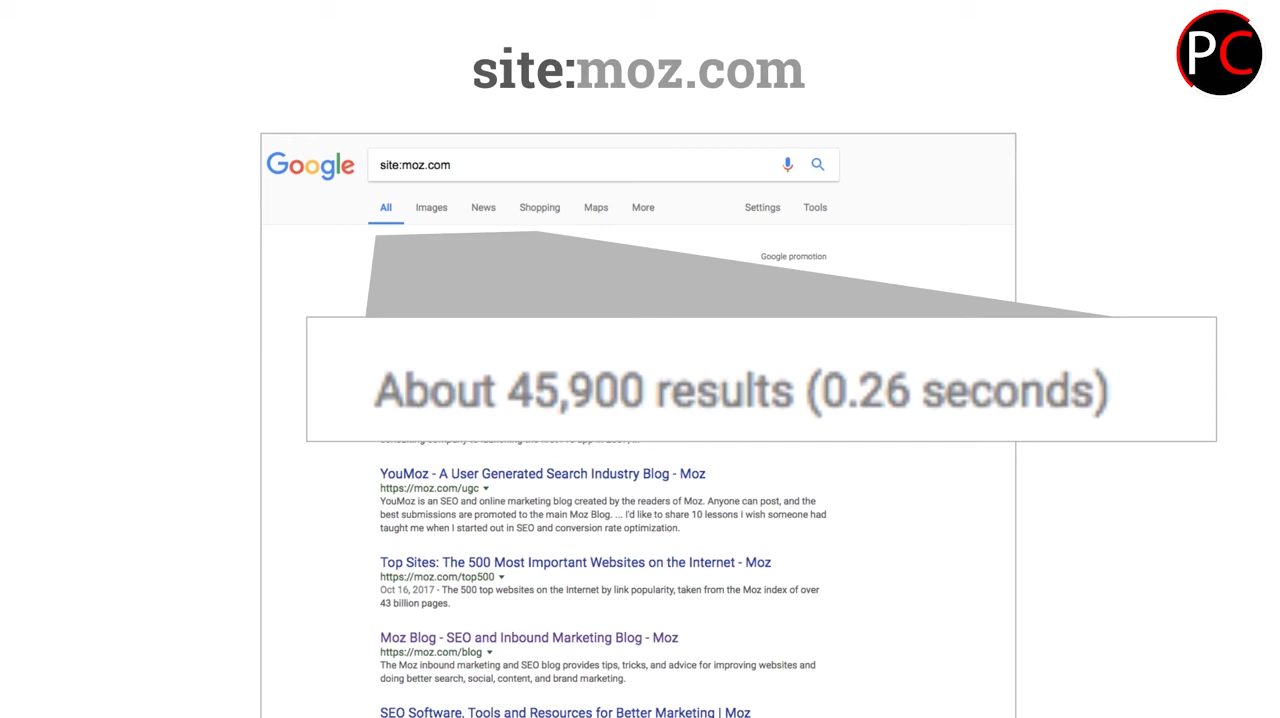 site:moz.com
PC
Google
site:moz.com
All Images News Shopping Maps More Settings Tools
Google promotion
About 45,900 results (0.26 seconds)
YouMoz - A User Generated Search Industry Blog - Moz
https://moz.com/ugc
YouMoz is an SEO and online marketing blog created by the readers of Moz. Anyone can post, and the
best submissions are promoted to the main Moz Blog. ... I'd like to share 10 lessons I wish someone had
taught me when I started out in SEO and conversion rate optimization.
Top Sites: The 500 Most Important Websites on the Internet - Moz
https://moz.com/top500
Oct 16, 2017 - The 500 top websites on the Internet by link popularity, taken from the Moz index of over
43 billion pages.
Moz Blog - SEO and Inbound Marketing Blog - Moz
https://moz.com/blog
The Moz inbound marketing and SEO blog provides tips, tricks, and advice for improving websites and
doing better search, social, content, and brand marketing.
SEO Software, Tools and Resources for Better Marketing | Moz